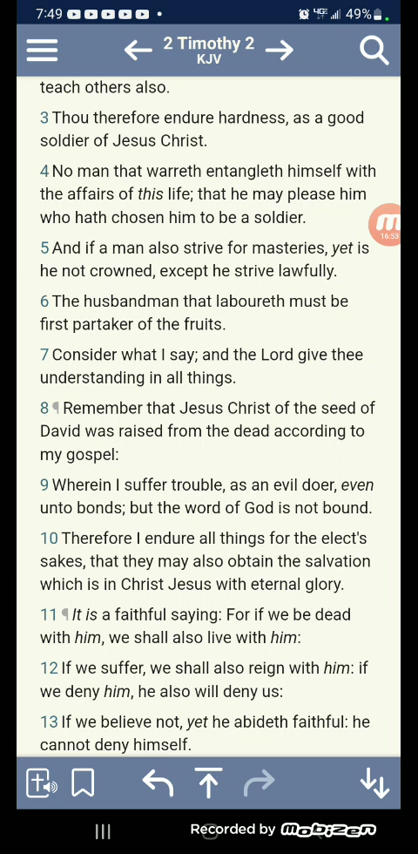 7:49 49%
2 Timothy 2
KJV
teach others also.
3 Thou therefore endure hardness, as a good
soldier of Jesus Christ.
4 No man that warreth entangleth himself with
the affairs of this life; that he may please him
who hath chosen him to be a soldier.
16:53
5 And if a man also strive for masteries, yet is
he not crowned, except he strive lawfully.
6 The husbandman that laboureth must be
first partaker of the fruits.
7 Consider what I say; and the Lord give thee
understanding in all things.
8 ¶ Remember that Jesus Christ of the seed of
David was raised from the dead according to
my gospel:
9 Wherein I suffer trouble, as an evil doer, even
unto bonds; but the word of God is not bound.
10 Therefore I endure all things for the elect's
sakes, that they may also obtain the salvation
which is in Christ Jesus with eternal glory.
11 ¶ It is a faithful saying: For if we be dead
with him, we shall also live with him:
12 If we suffer, we shall also reign with him: if
we deny him, he also will deny us:
13 If we believe not, yet he abideth faithful: he
cannot deny himself.
Recorded by mobizen